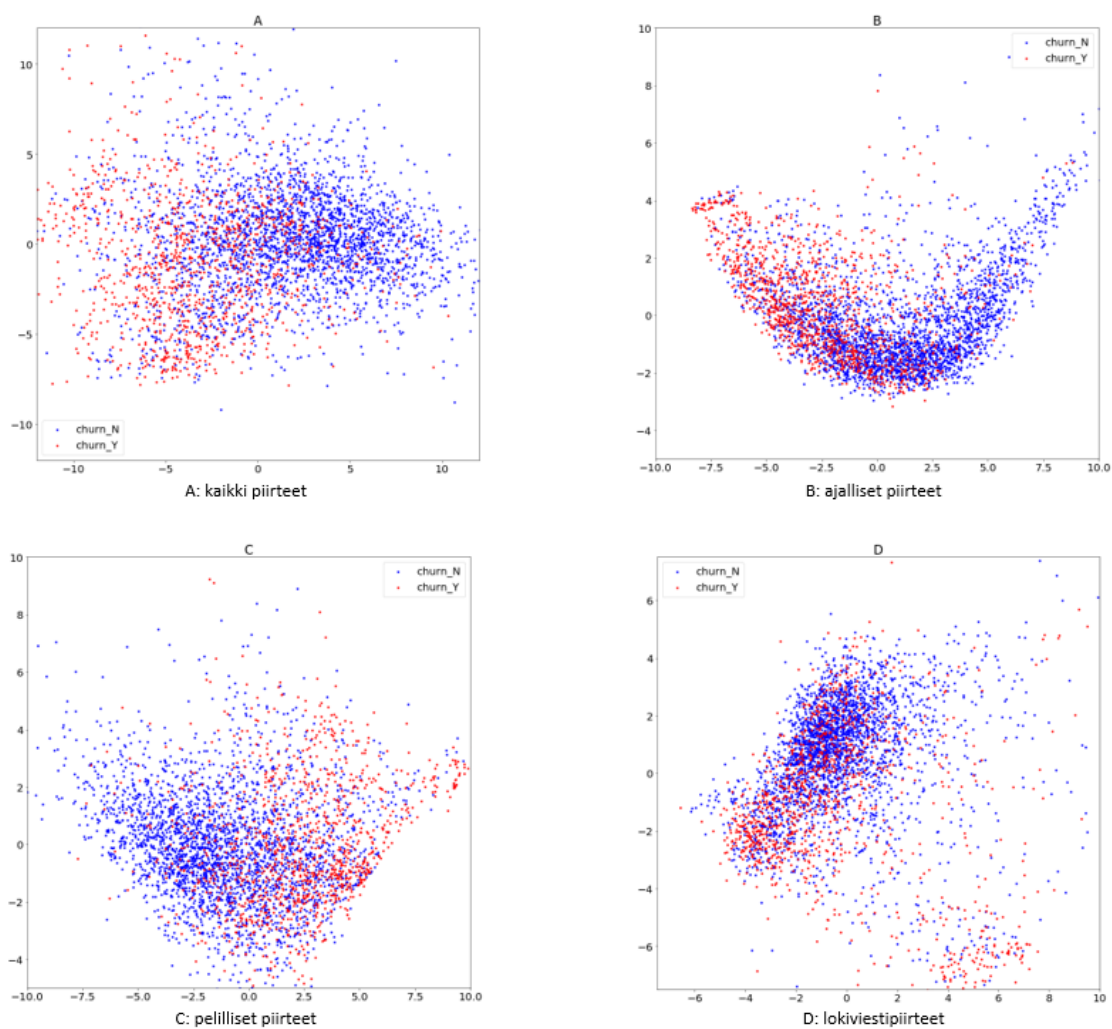 A
10
5
0
−5
−10
churn_N
churn_Y
−10 −5 0 5 10
A: kaikki piirteet
B
10
8
6
4
2
0
−2
−4
churn_N
churn_Y
−10.0 −7.5 −5.0 −2.5 0.0 2.5 5.0 7.5 10.0
B: ajalliset piirteet
C
10
8
6
4
2
0
−2
−4
churn_N
churn_Y
−10.0 −7.5 −5.0 −2.5 0.0 2.5 5.0 7.5 10.0
C: pelilliset piirteet
D
6
4
2
0
−2
−4
−6
churn_N
churn_Y
−6 −4 −2 0 2 4 6 8 10
D: lokiviestipiirteet